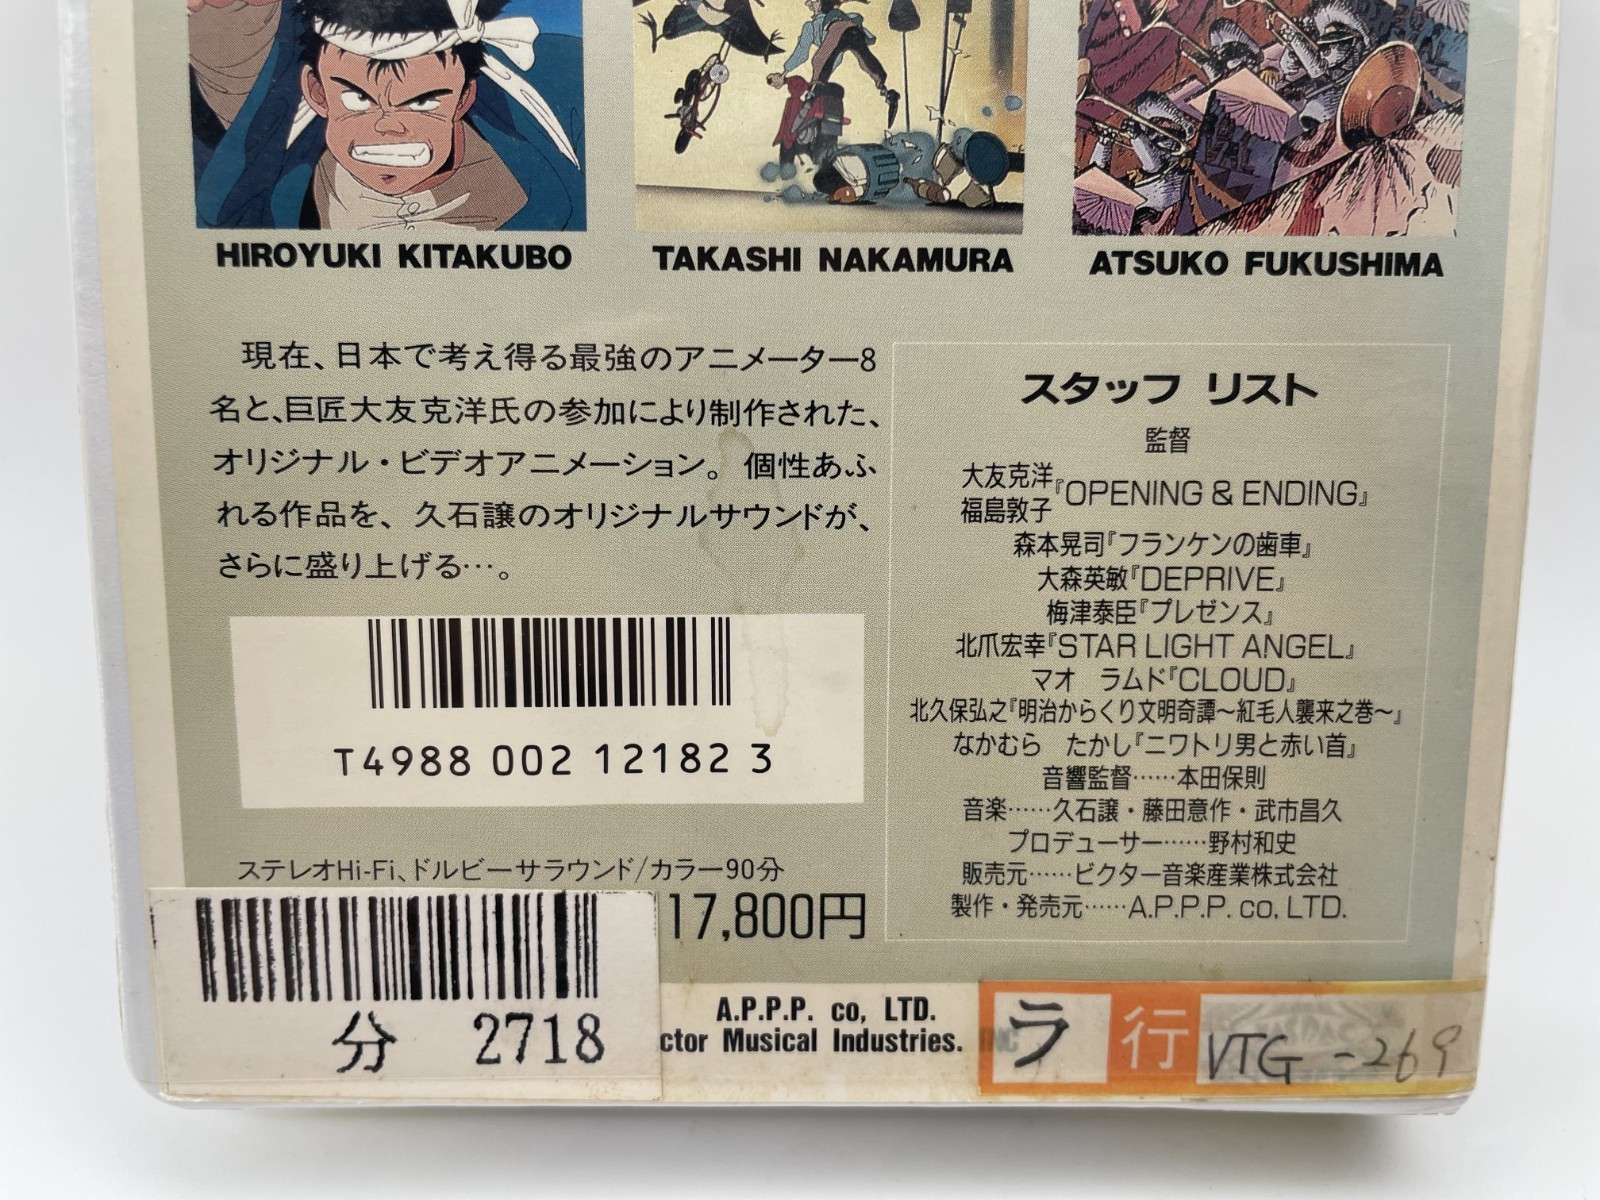 HIROYUKI KITAKUBO
TAKASHI NAKAMURA
ATSUKO FUKUSHIMA
現在、日本で考え得る最強のアニメーター8
名と、巨匠大友克洋氏の参加により制作された、
オリジナル・ビデオアニメーション。個性あふ
れる作品を、久石譲のオリジナルサウンドが、
さらに盛り上げる…。
T4988 002 12182 3
ステレオHi-Fi、ドルビーサラウンド/カラー90分
17,800円
スタッフ リスト
監督
大友克洋
福島敦子
『OPENING & ENDING』
森本晃司『フランケンの歯車』
大森英敏『DEPRIVE』
梅津泰臣『プレゼンス』
北爪宏幸『STAR LIGHT ANGEL』
マオ ラムド『CLOUD』
北久保弘之『明治からくり文明奇譚～紅毛人襲来之巻～』
なかむら たかし『ニワトリ男と赤い首』
音響監督……本田保則
音楽……久石譲・藤田意作・武市昌久
プロデューサー……野村和史
販売元……ビクター音楽産業株式会社
製作・発売元……A.P.P.P. co, LTD.
分 2718
A.P.P.P. co, LTD.
ctor Musical Industries.
ラ行 VTG-269